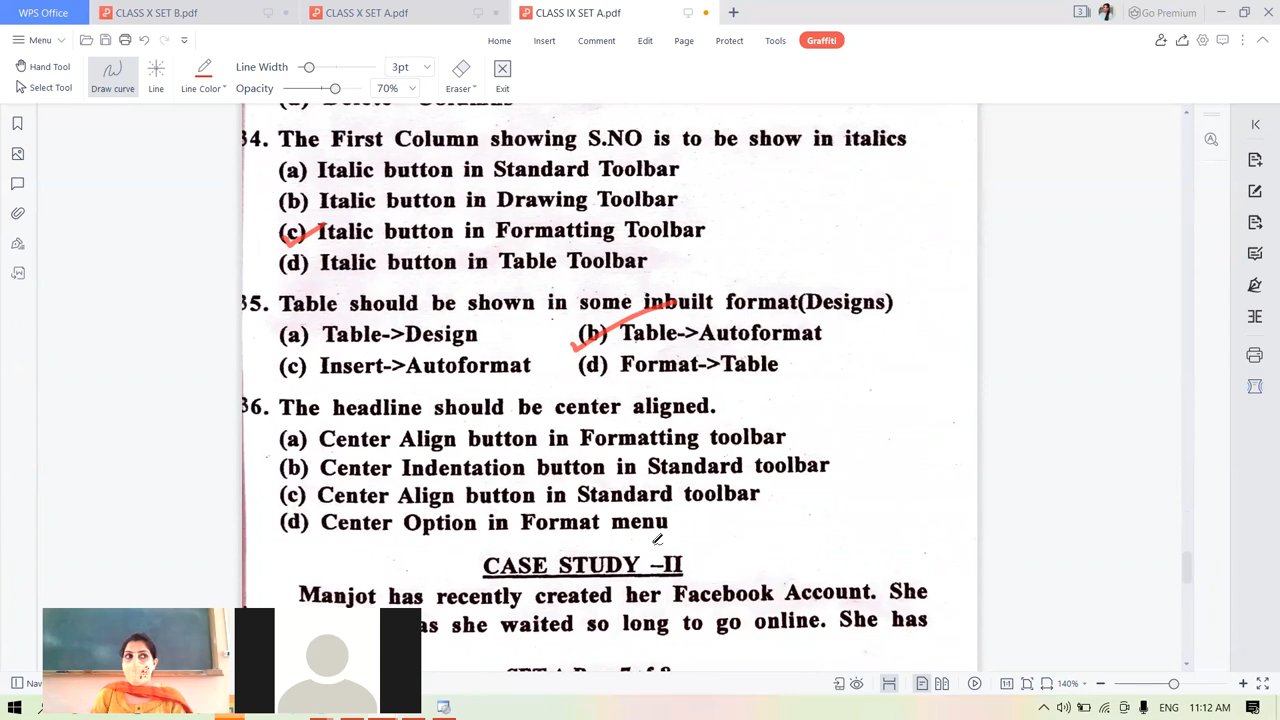 WPS Office
CLASS X SET D.pdf
CLASS X SET B.pdf
CLASS IX SET A.pdf
3
Go Premium
Menu
Home
Insert
Comment
Edit
Page
Protect
Tools
Graffiti
Hand Tool
Select Tool
Draw curve
Line
Line Color
Line Width
3pt
Opacity
70%
Eraser
Exit
34. The First Column showing S.NO is to be show in italics
(a) Italic button in Standard Toolbar
(b) Italic button in Drawing Toolbar
(c) Italic button in Formatting Toolbar
(d) Italic button in Table Toolbar
35. Table should be shown in some inbuilt format(Designs)
(a) Table->Design (b) Table->Autoformat
(c) Insert->Autoformat (d) Format->Table
36. The headline should be center aligned.
(a) Center Align button in Formatting toolbar
(b) Center Indentation button in Standard toolbar
(c) Center Align button in Standard toolbar
(d) Center Option in Format menu
CASE STUDY –II
Manjot has recently created her Facebook Account. She
as she waited so long to go online. She has
Nav
140%
11:12 AM